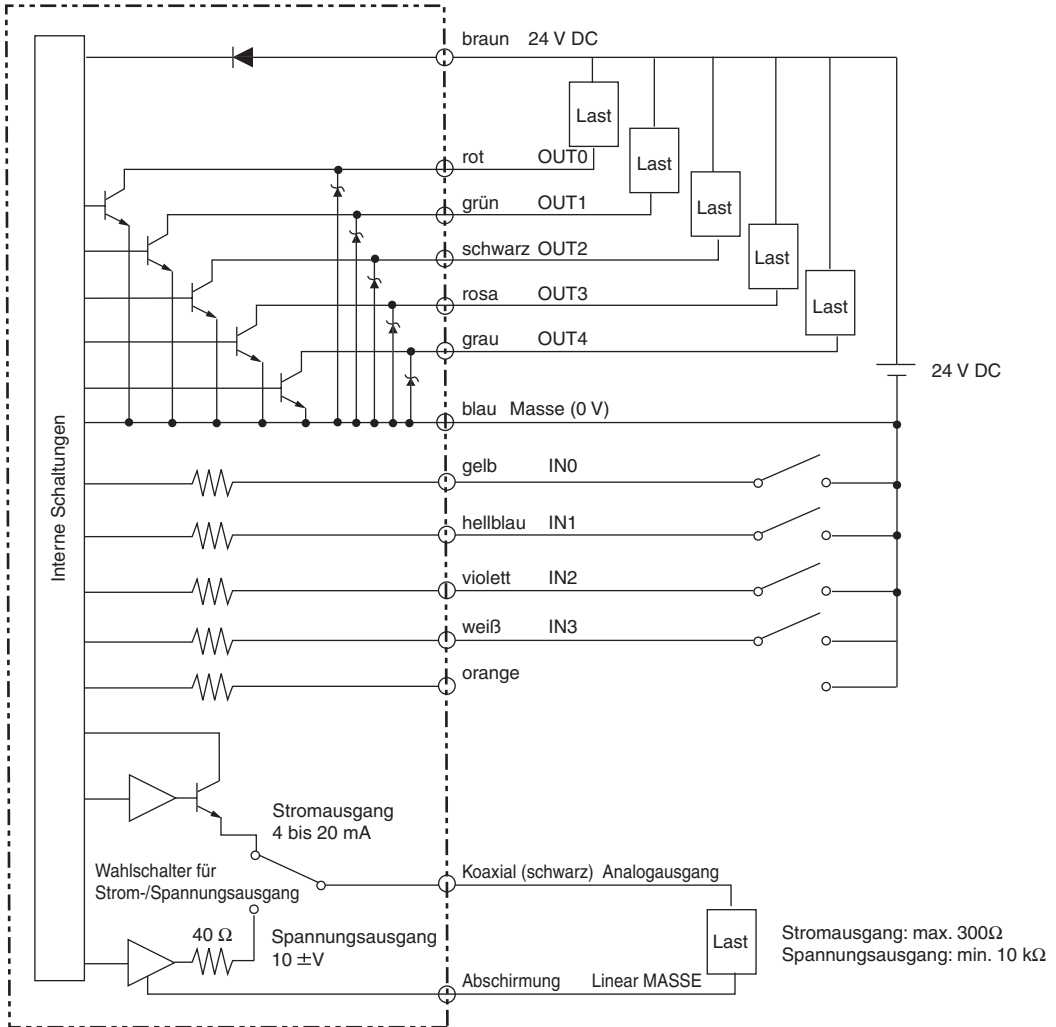 braun 24 V DC
Last
rot OUT0
Last
grün OUT1
Last
schwarz OUT2
Last
rosa OUT3
Last
grau OUT4
24 V DC
blau Masse (0 V)
Interne Schaltungen
gelb IN0
hellblau IN1
violett IN2
weiß IN3
orange
Stromausgang
4 bis 20 mA
Wahlschalter für
Strom-/Spannungsausgang
Koaxial (schwarz) Analogausgang
40 Ω
Spannungsausgang
10 ±V
Last
Stromausgang: max. 300Ω
Spannungsausgang: min. 10 kΩ
Abschirmung Linear MASSE